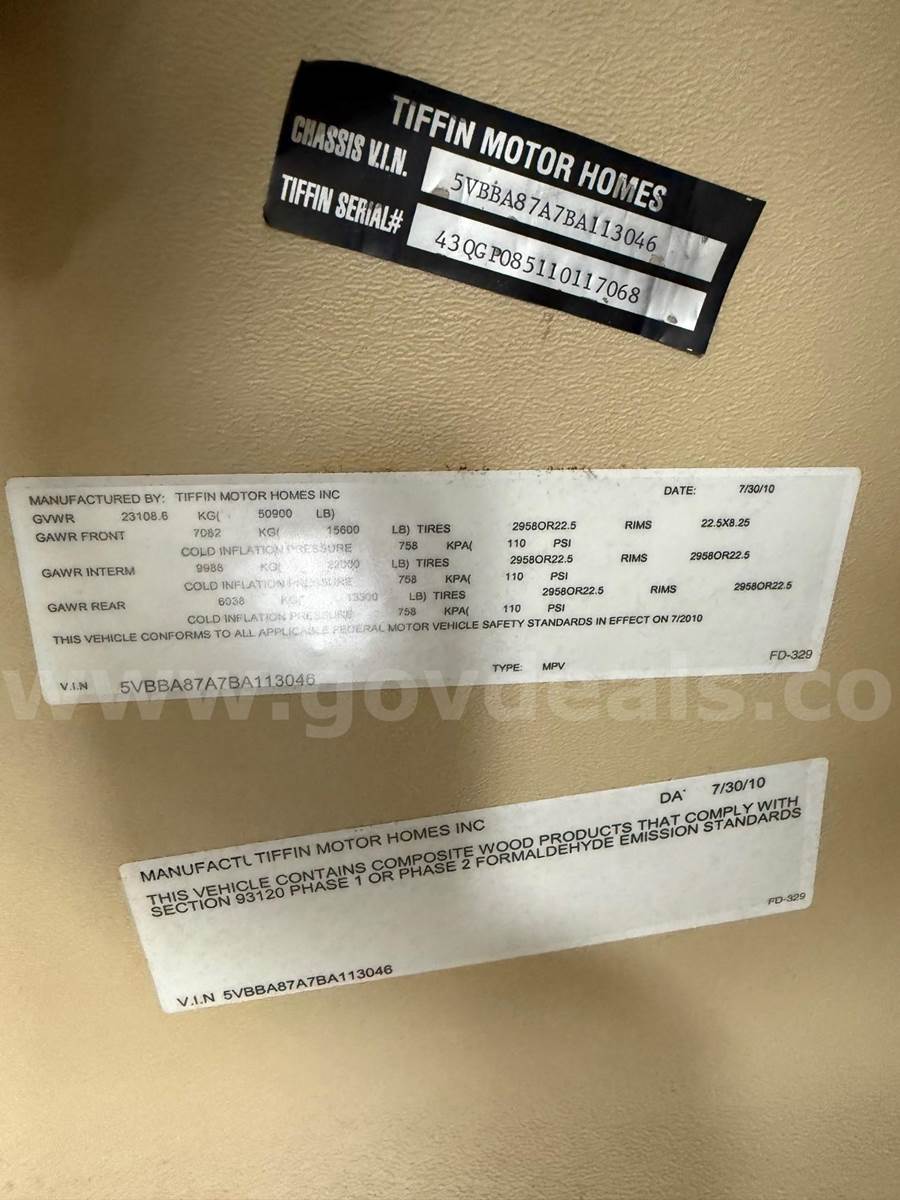 TIFFIN MOTOR HOMES
CHASSIS V.I.N. 5VBBA87A7BA113046
TIFFIN SERIAL# 43QGP085110117068
MANUFACTURED BY: TIFFIN MOTOR HOMES INC DATE: 7/30/10
GVWR 23108.6 KG( 50900 LB)
GAWR FRONT 7082 KG( 15600 LB) TIRES 2958OR22.5 RIMS 22.5X8.25
COLD INFLATION PRESSURE 758 KPA( 110 PSI
GAWR INTERM 9988 KG( 22000 LB) TIRES 2958OR22.5 RIMS 2958OR22.5
COLD INFLATION PRESSURE 758 KPA( 110 PSI
GAWR REAR 6038 KG( 13300 LB) TIRES 2958OR22.5 RIMS 2958OR22.5
COLD INFLATION PRESSURE 758 KPA( 110 PSI
THIS VEHICLE CONFORMS TO ALL APPLICABLE FEDERAL MOTOR VEHICLE SAFETY STANDARDS IN EFFECT ON 7/2010
TYPE: MPV FD-329
V.I.N 5VBBA87A7BA113046
www.govdeals.co
MANUFACTU TIFFIN MOTOR HOMES INC DA 7/30/10
THIS VEHICLE CONTAINS COMPOSITE WOOD PRODUCTS THAT COMPLY WITH
SECTION 93120 PHASE 1 OR PHASE 2 FORMALDEHYDE EMISSION STANDARDS
FD-329
V.I.N 5VBBA87A7BA113046